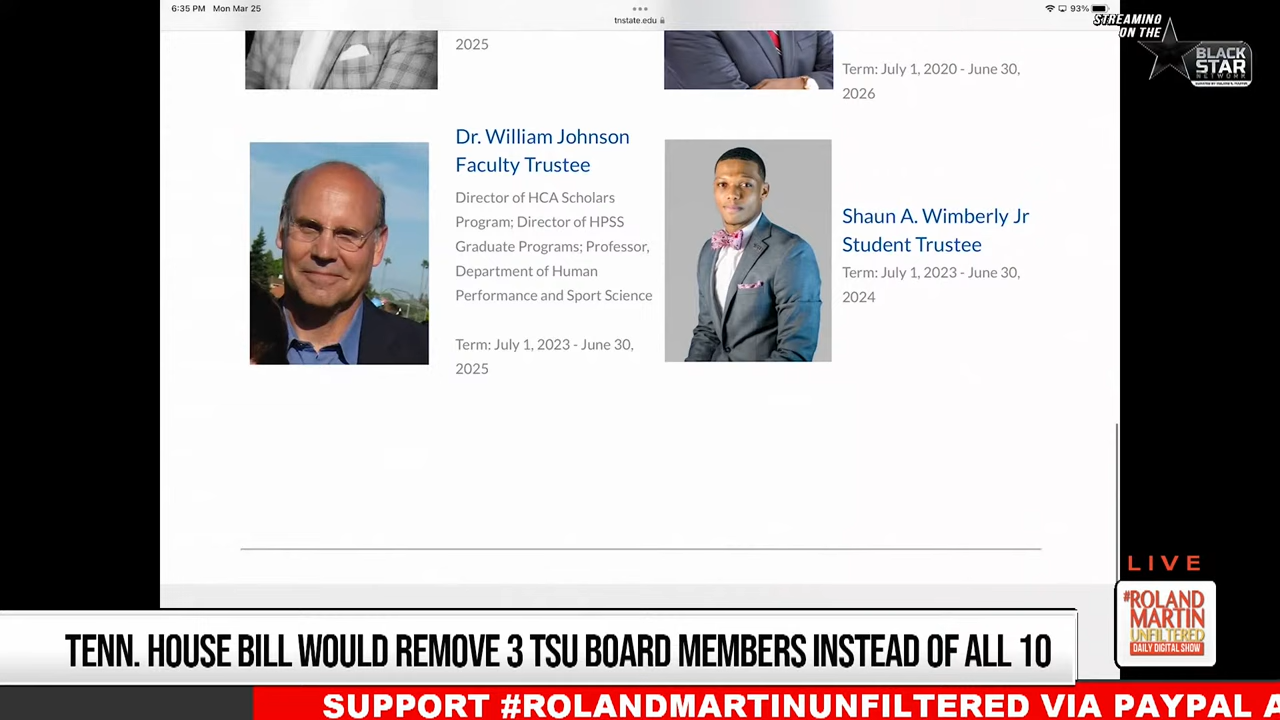 6:35 PM Mon Mar 25
tnstate.edu
93%
STREAMING
ON THE
BLACK
STAR
NETWORK
2025
Term: July 1, 2020 - June 30,
2026
Dr. William Johnson
Faculty Trustee
Director of HCA Scholars
Program; Director of HPSS
Graduate Programs; Professor,
Department of Human
Performance and Sport Science
Term: July 1, 2023 - June 30,
2025
Shaun A. Wimberly Jr
Student Trustee
Term: July 1, 2023 - June 30,
2024
LIVE
#ROLAND
MARTIN
UNFILTERED
DAILY DIGITAL SHOW
TENN. HOUSE BILL WOULD REMOVE 3 TSU BOARD MEMBERS INSTEAD OF ALL 10
SUPPORT #ROLANDMARTINUNFILTERED VIA PAYPAL A